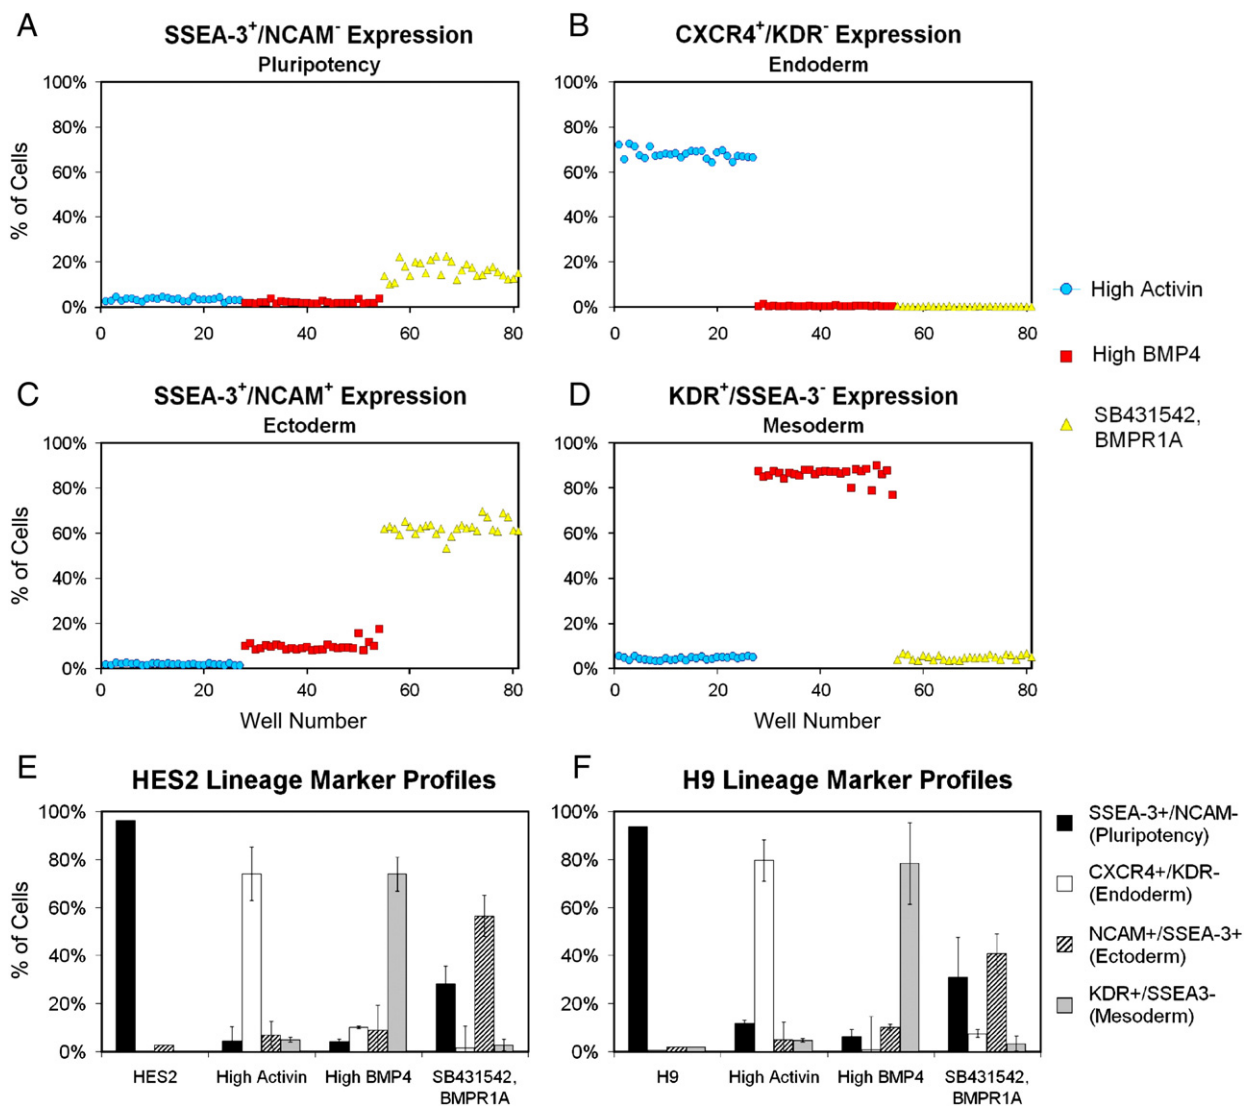 A
SSEA-3⁺/NCAM⁻ Expression
Pluripotency
100%
80%
60%
40%
20%
0%
0 20 40 60 80
% of Cells
B
CXCR4⁺/KDR⁻ Expression
Endoderm
100%
80%
60%
40%
20%
0%
0 20 40 60 80
High Activin
High BMP4
SB431542,
BMPR1A
C
SSEA-3⁺/NCAM⁺ Expression
Ectoderm
100%
80%
60%
40%
20%
0%
0 20 40 60 80
% of Cells
Well Number
D
KDR⁺/SSEA-3⁻ Expression
Mesoderm
100%
80%
60%
40%
20%
0%
0 20 40 60 80
Well Number
E
HES2 Lineage Marker Profiles
100%
80%
60%
40%
20%
0%
% of Cells
HES2 High Activin High BMP4 SB431542,
BMPR1A
F
H9 Lineage Marker Profiles
100%
80%
60%
40%
20%
0%
H9 High Activin High BMP4 SB431542,
BMPR1A
SSEA-3+/NCAM-
(Pluripotency)
CXCR4+/KDR-
(Endoderm)
NCAM+/SSEA-3+
(Ectoderm)
KDR+/SSEA3-
(Mesoderm)